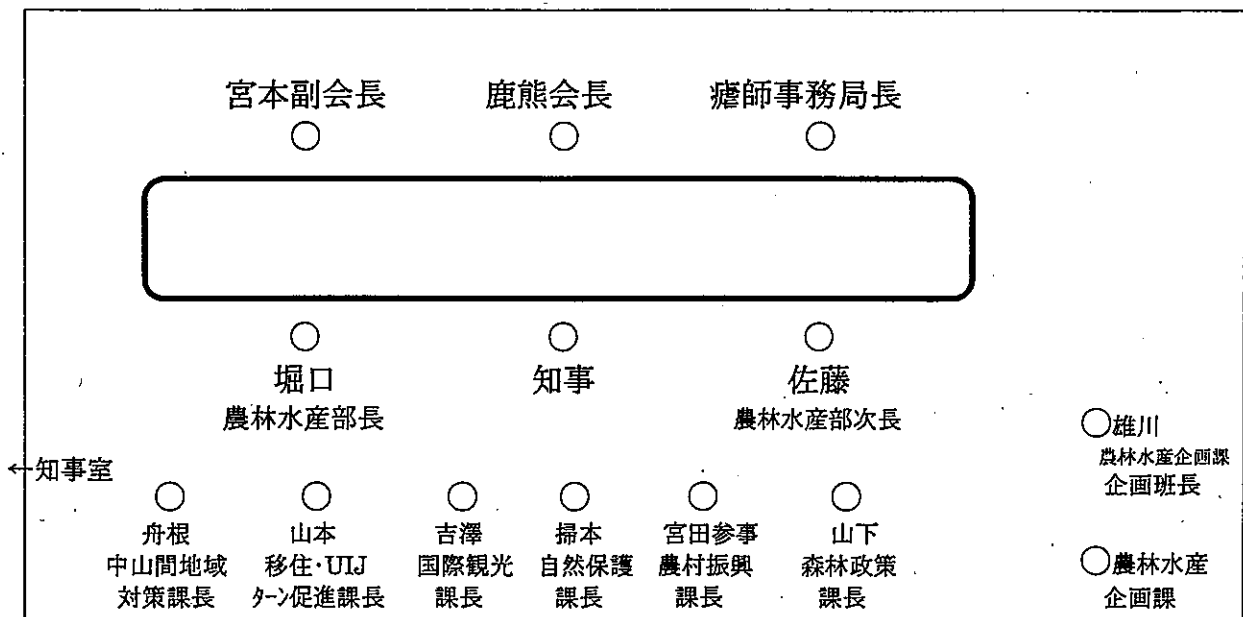 宮本副会長 鹿熊会長 瘧師事務局長
堀口 知事 佐藤
農林水産部長 農林水産部次長
○雄川
農林水産企画課
企画班長
←知事室
舟根 山本 吉澤 掃本 宮田参事 山下
中山間地域 移住・UIJ 国際観光 自然保護 農村振興 森林政策
対策課長 ターン促進課長 課長 課長 課長 課長
○農林水産
企画課